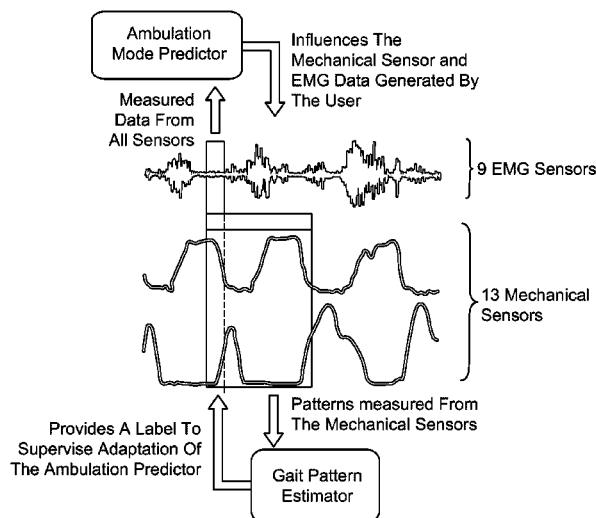 Ambulation
Mode Predictor
Influences The
Mechanical Sensor and
EMG Data Generated By
The User
Measured
Data From
All Sensors
9 EMG Sensors
13 Mechanical
Sensors
Patterns measured From
The Mechanical Sensors
Provides A Label To
Supervise Adaptation Of
The Ambulation Predictor
Gait Pattern
Estimator